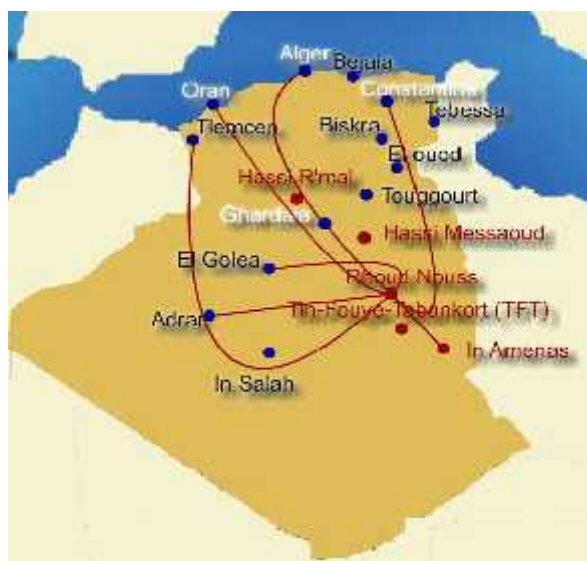 Alger
Bejaia
Oran
Constantine
Tebessa
Tlemcen
Biskra
El oued
Hassi R'mal
Touggourt
Ghardaia
Hassi Messaoud
El Golea
Rhoud Nouss
Tin-Fouye-Tabankort (TFT)
Adrar
In Amenas
In Salah